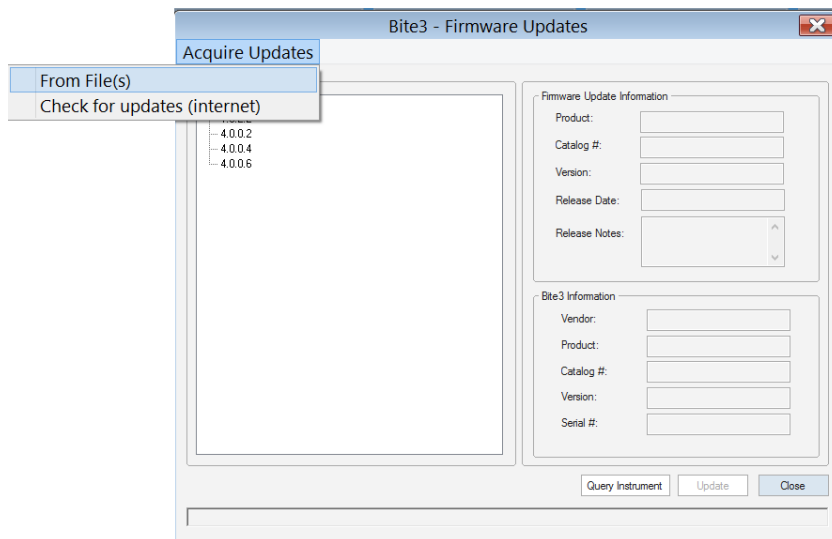 Bite3 - Firmware Updates
Acquire Updates
From File(s)
Check for updates (internet)
4.0.0.2
4.0.0.4
4.0.0.6
Firmware Update Information
Product:
Catalog #:
Version:
Release Date:
Release Notes:
Bite3 Information
Vendor:
Product:
Catalog #:
Version:
Serial #:
Query Instrument Update Close